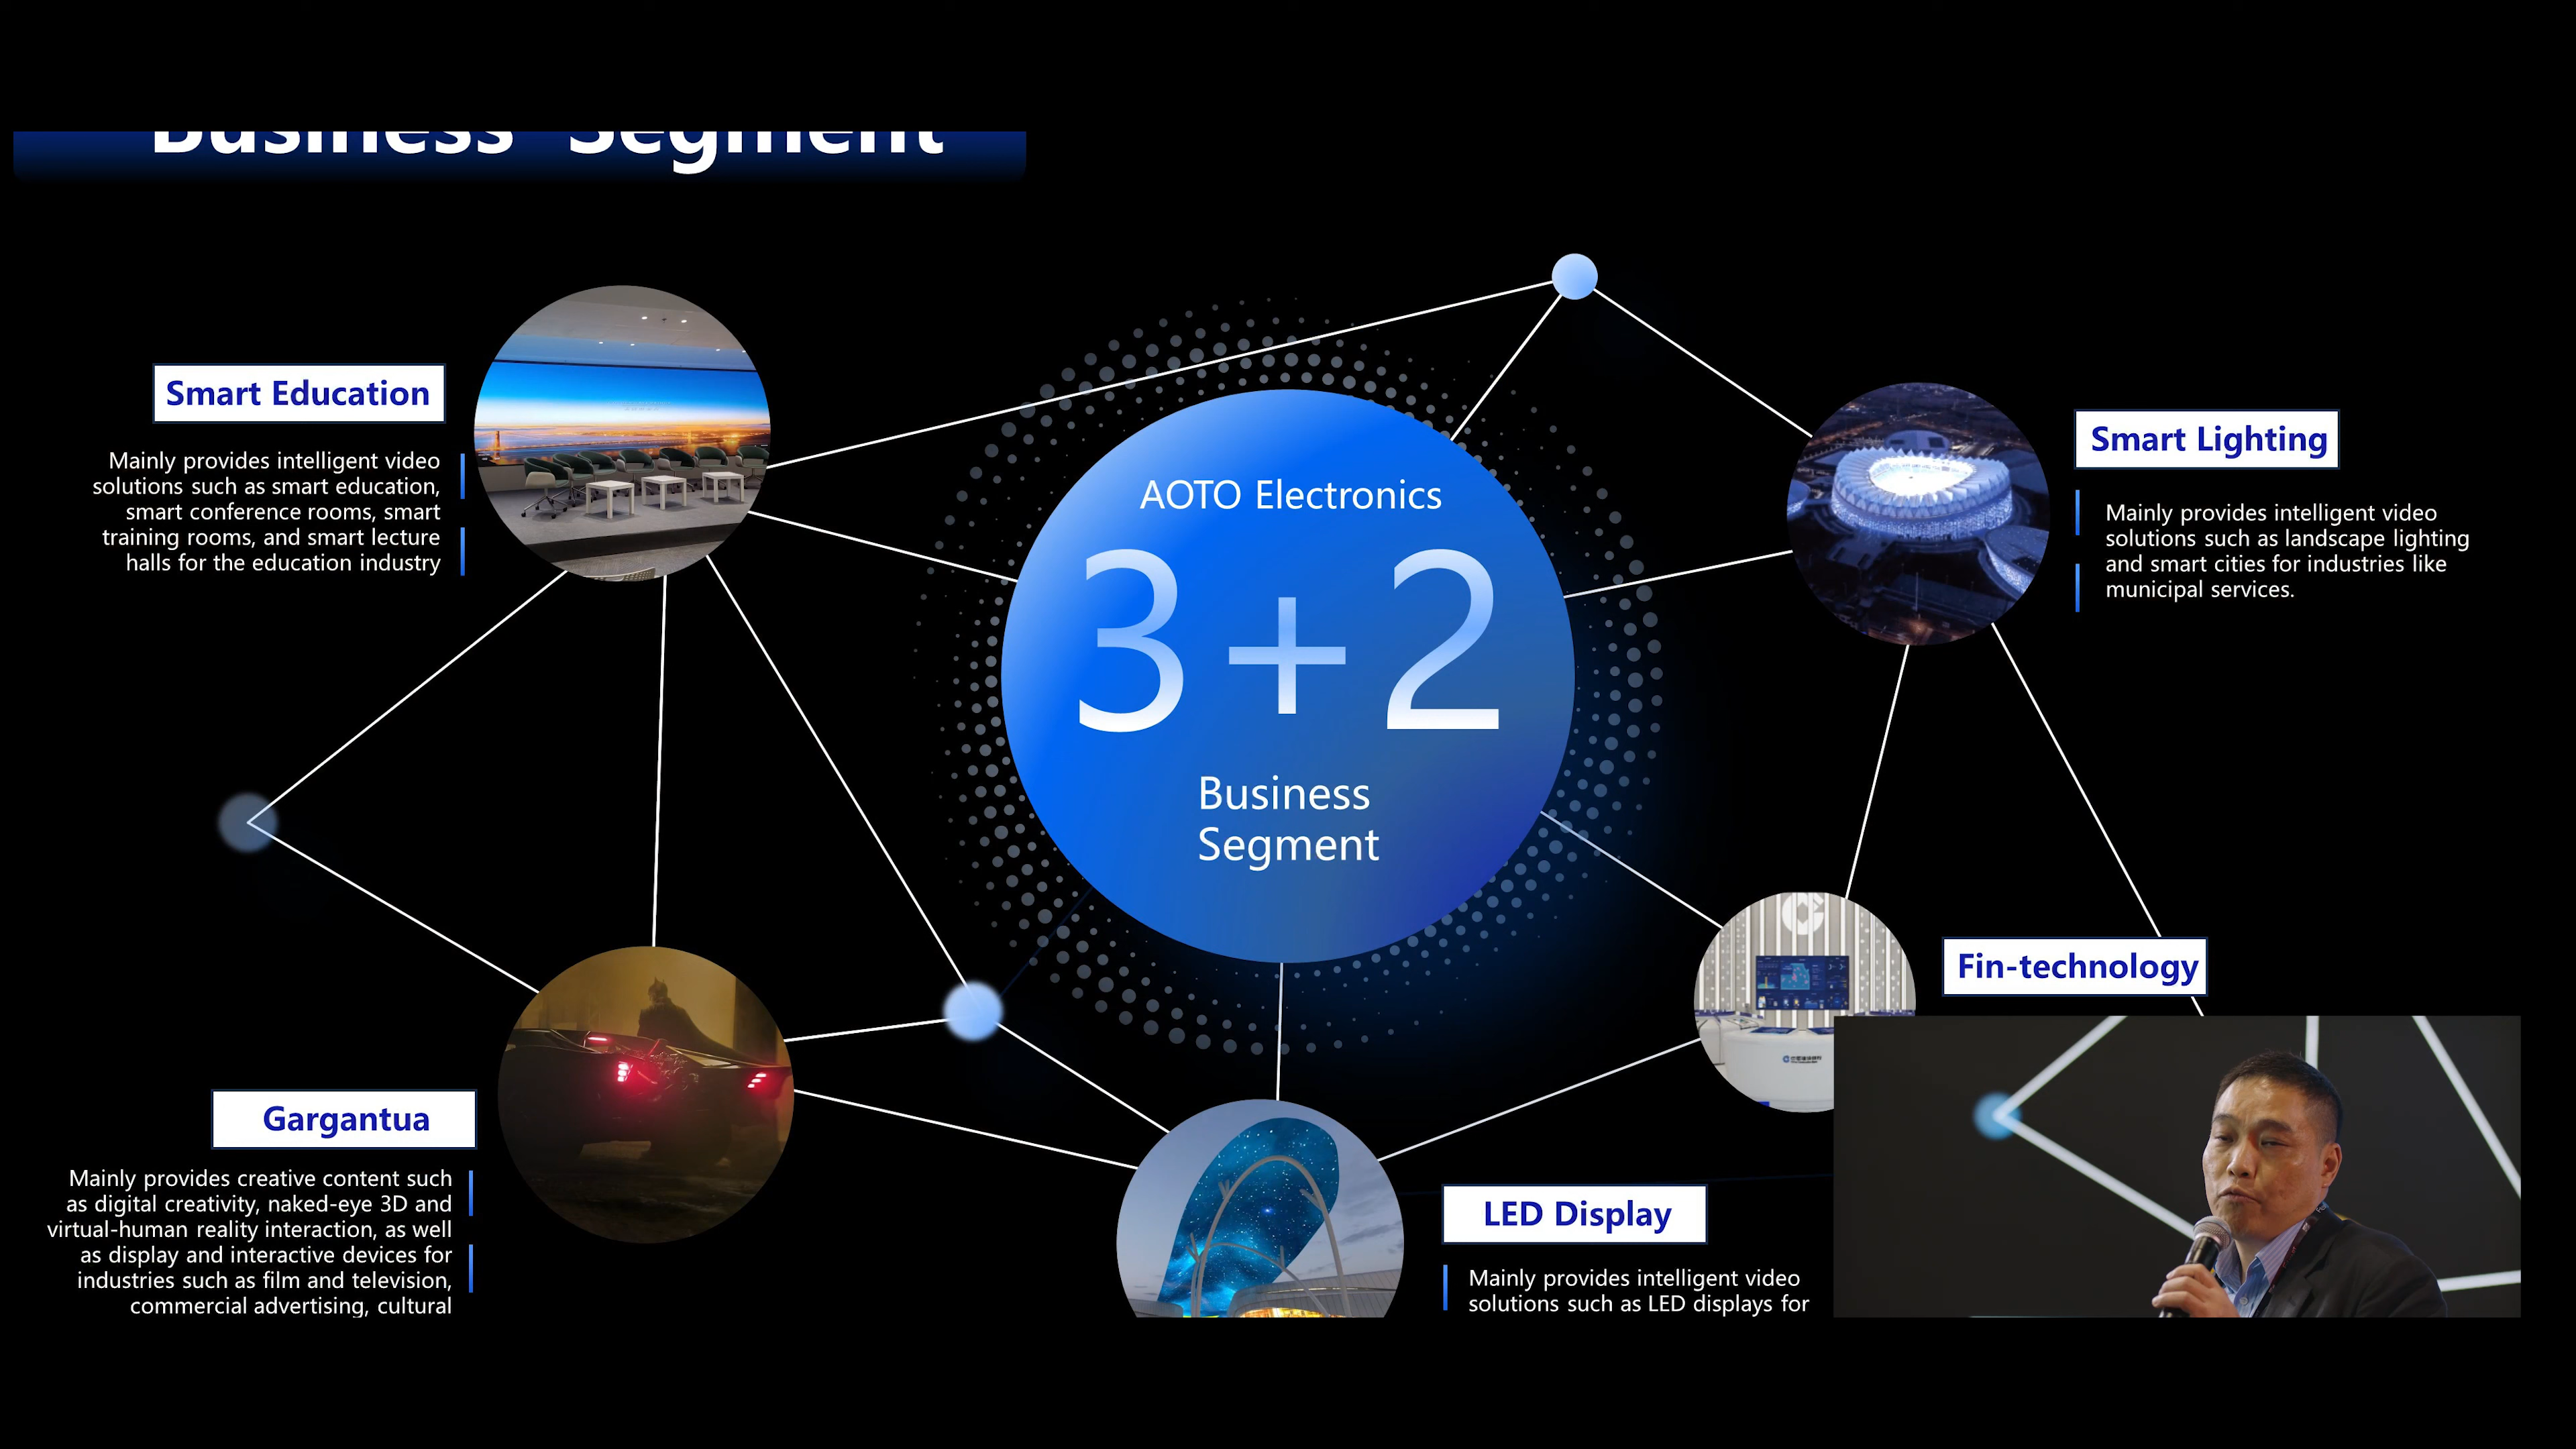 Business Segment
Smart Education
Mainly provides intelligent video
solutions such as smart education,
smart conference rooms, smart
training rooms, and smart lecture
halls for the education industry
AOTO Electronics
3+2
Business
Segment
Smart Lighting
Mainly provides intelligent video
solutions such as landscape lighting
and smart cities for industries like
municipal services.
Fin-technology
Gargantua
Mainly provides creative content such
as digital creativity, naked-eye 3D and
virtual-human reality interaction, as well
as display and interactive devices for
industries such as film and television,
commercial advertising, cultural
LED Display
Mainly provides intelligent video
solutions such as LED displays for